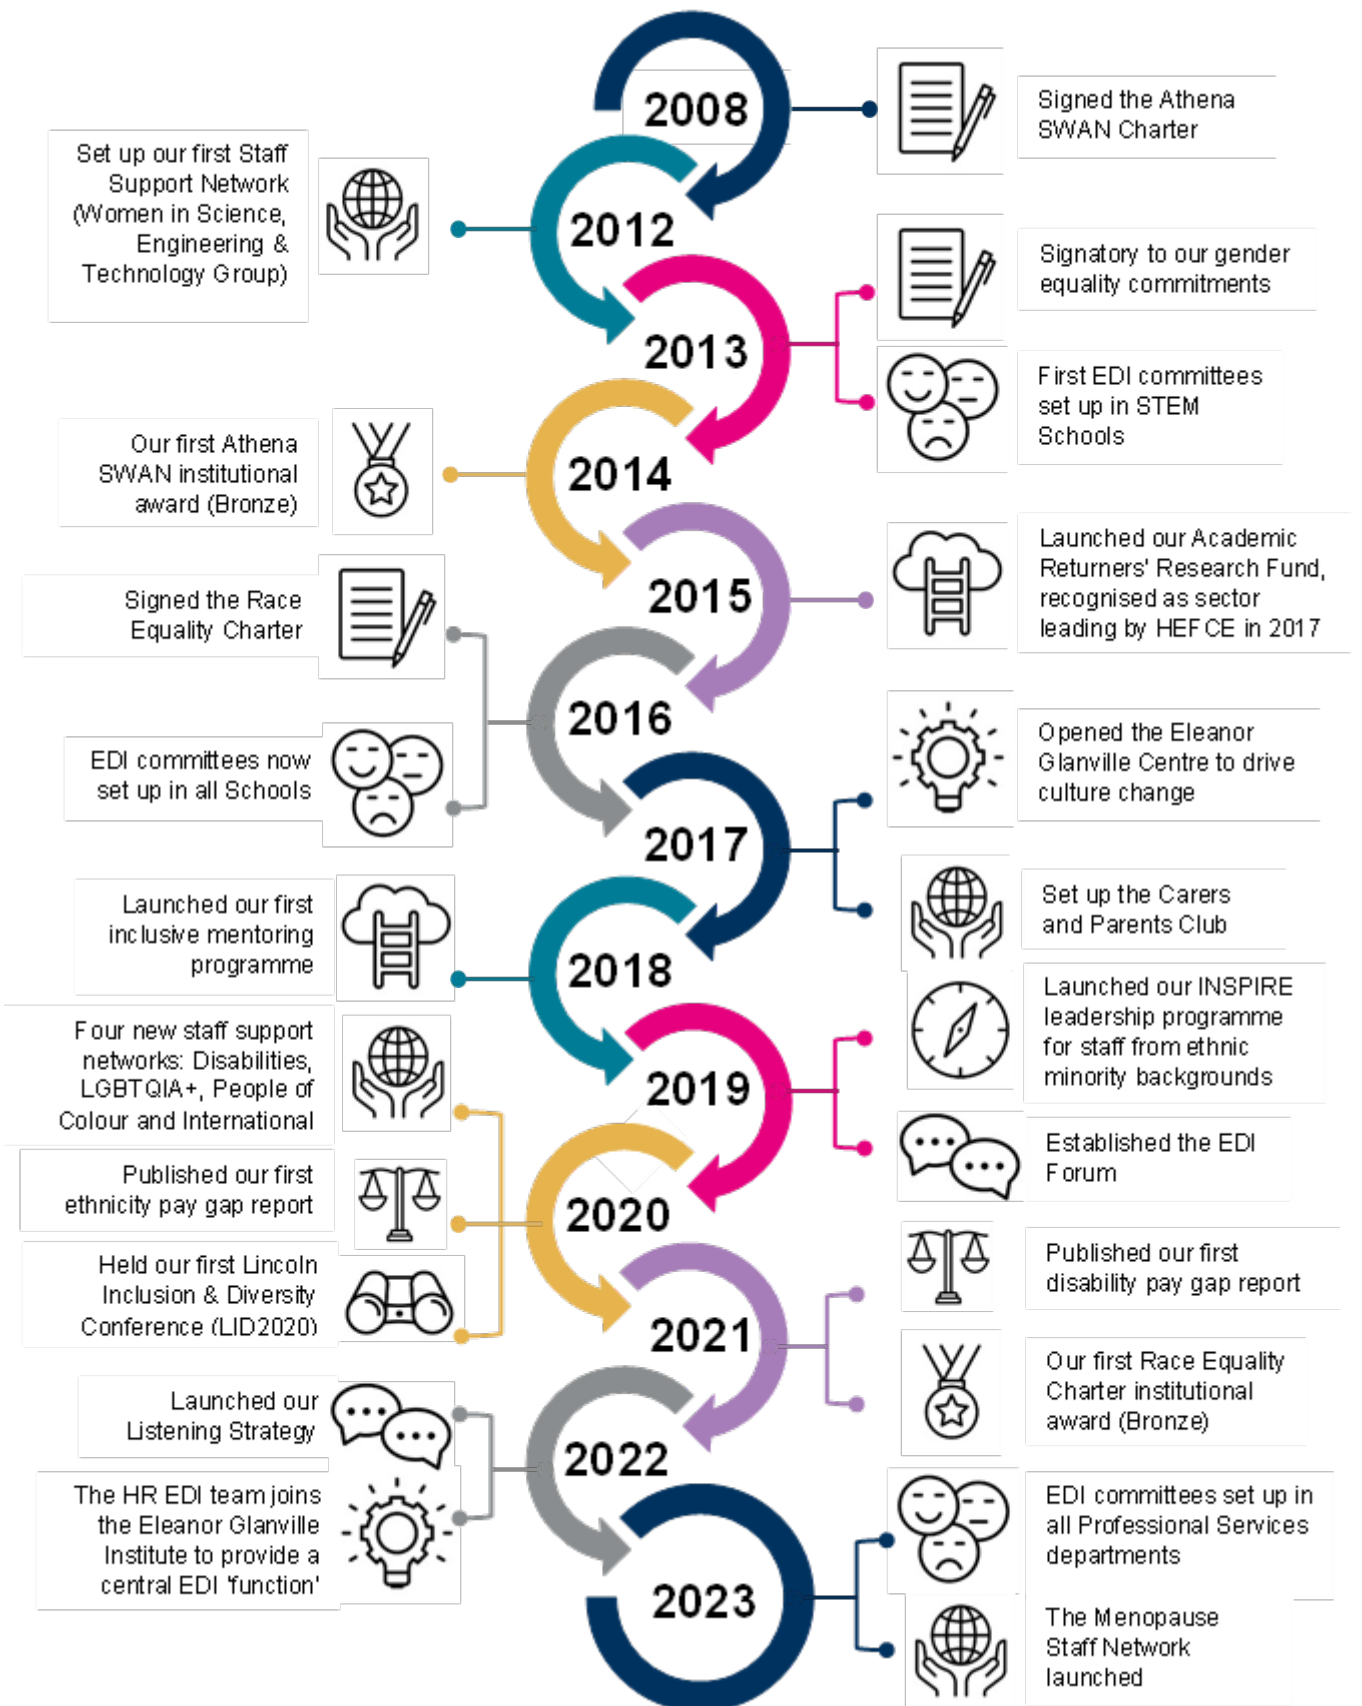 2008
Signed the Athena
SWAN Charter
Set up our first Staff
Support Network
(Women in Science,
Engineering &
Technology Group)
2012
2013
Signatory to our gender
equality commitments
First EDI committees
set up in STEM
Schools
Our first Athena
SWAN institutional
award (Bronze)
2014
2015
Launched our Academic
Returners' Research Fund,
recognised as sector
leading by HEFCE in 2017
Signed the Race
Equality Charter
EDI committees now
set up in all Schools
2016
2017
Opened the Eleanor
Glanville Centre to drive
culture change
Set up the Carers
and Parents Club
Launched our first
inclusive mentoring
programme
2018
2019
Launched our INSPIRE
leadership programme
for staff from ethnic
minority backgrounds
Established the EDI
Forum
Four new staff support
networks: Disabilities,
LGBTQIA+, People of
Colour and International
Published our first
ethnicity pay gap report
Held our first Lincoln
Inclusion & Diversity
Conference (LID2020)
2020
2021
Published our first
disability pay gap report
Our first Race Equality
Charter institutional
award (Bronze)
Launched our
Listening Strategy
The HR EDI team joins
the Eleanor Glanville
Institute to provide a
central EDI 'function'
2022
2023
EDI committees set up in
all Professional Services
departments
The Menopause
Staff Network
launched